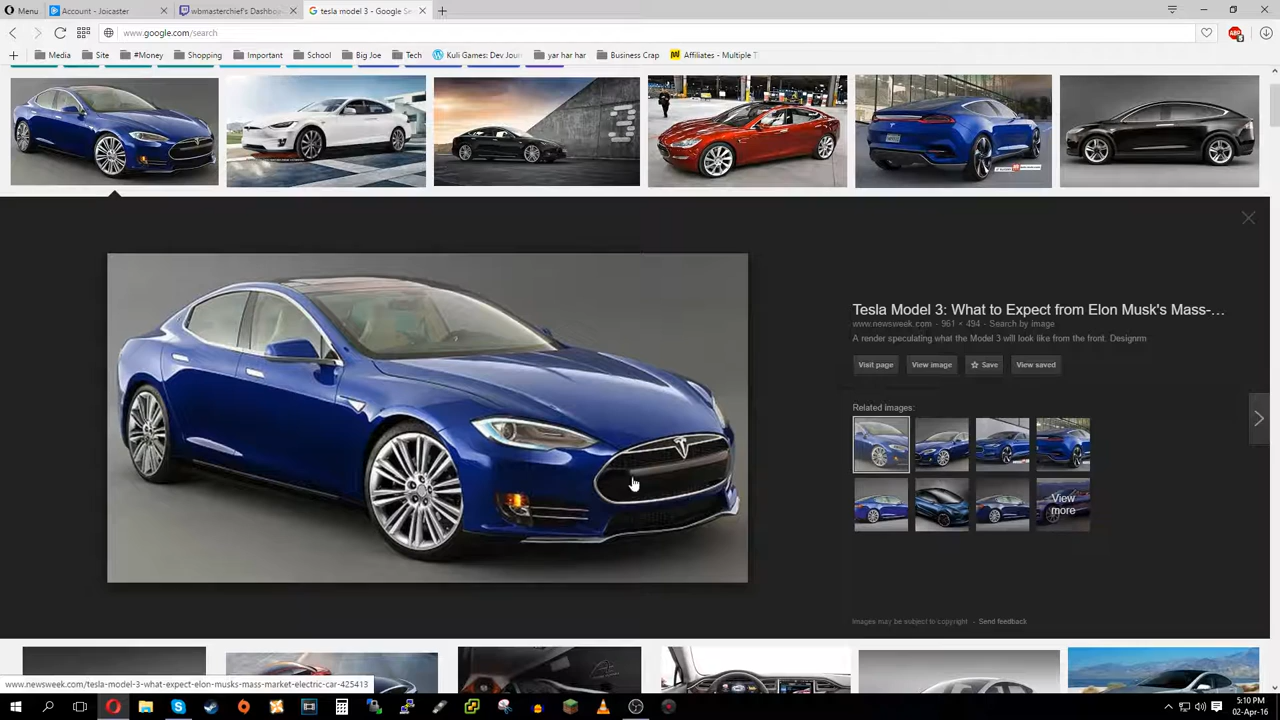 Menu
Account - Joicaster
wbmasterchief's Dashbo
tesla model 3 - Google Se
www.google.com/search
Media
Site
#Money
Shopping
Important
School
Big Joe
Tech
Kuli Games: Dev Jou
yar har har
Business Crap
Affiliates - Multiple T
Tesla Model 3: What to Expect from Elon Musk's Mass-...
www.newsweek.com - 961 × 494 - Search by image
A render speculating what the Model 3 will look like from the front. Designrm
Visit page
View image
Save
View saved
Related images:
View more
Images may be subject to copyright. - Send feedback
www.newsweek.com/tesla-model-3-what-expect-elon-musks-mass-market-electric-car-425413
5:10 PM
02-Apr-16